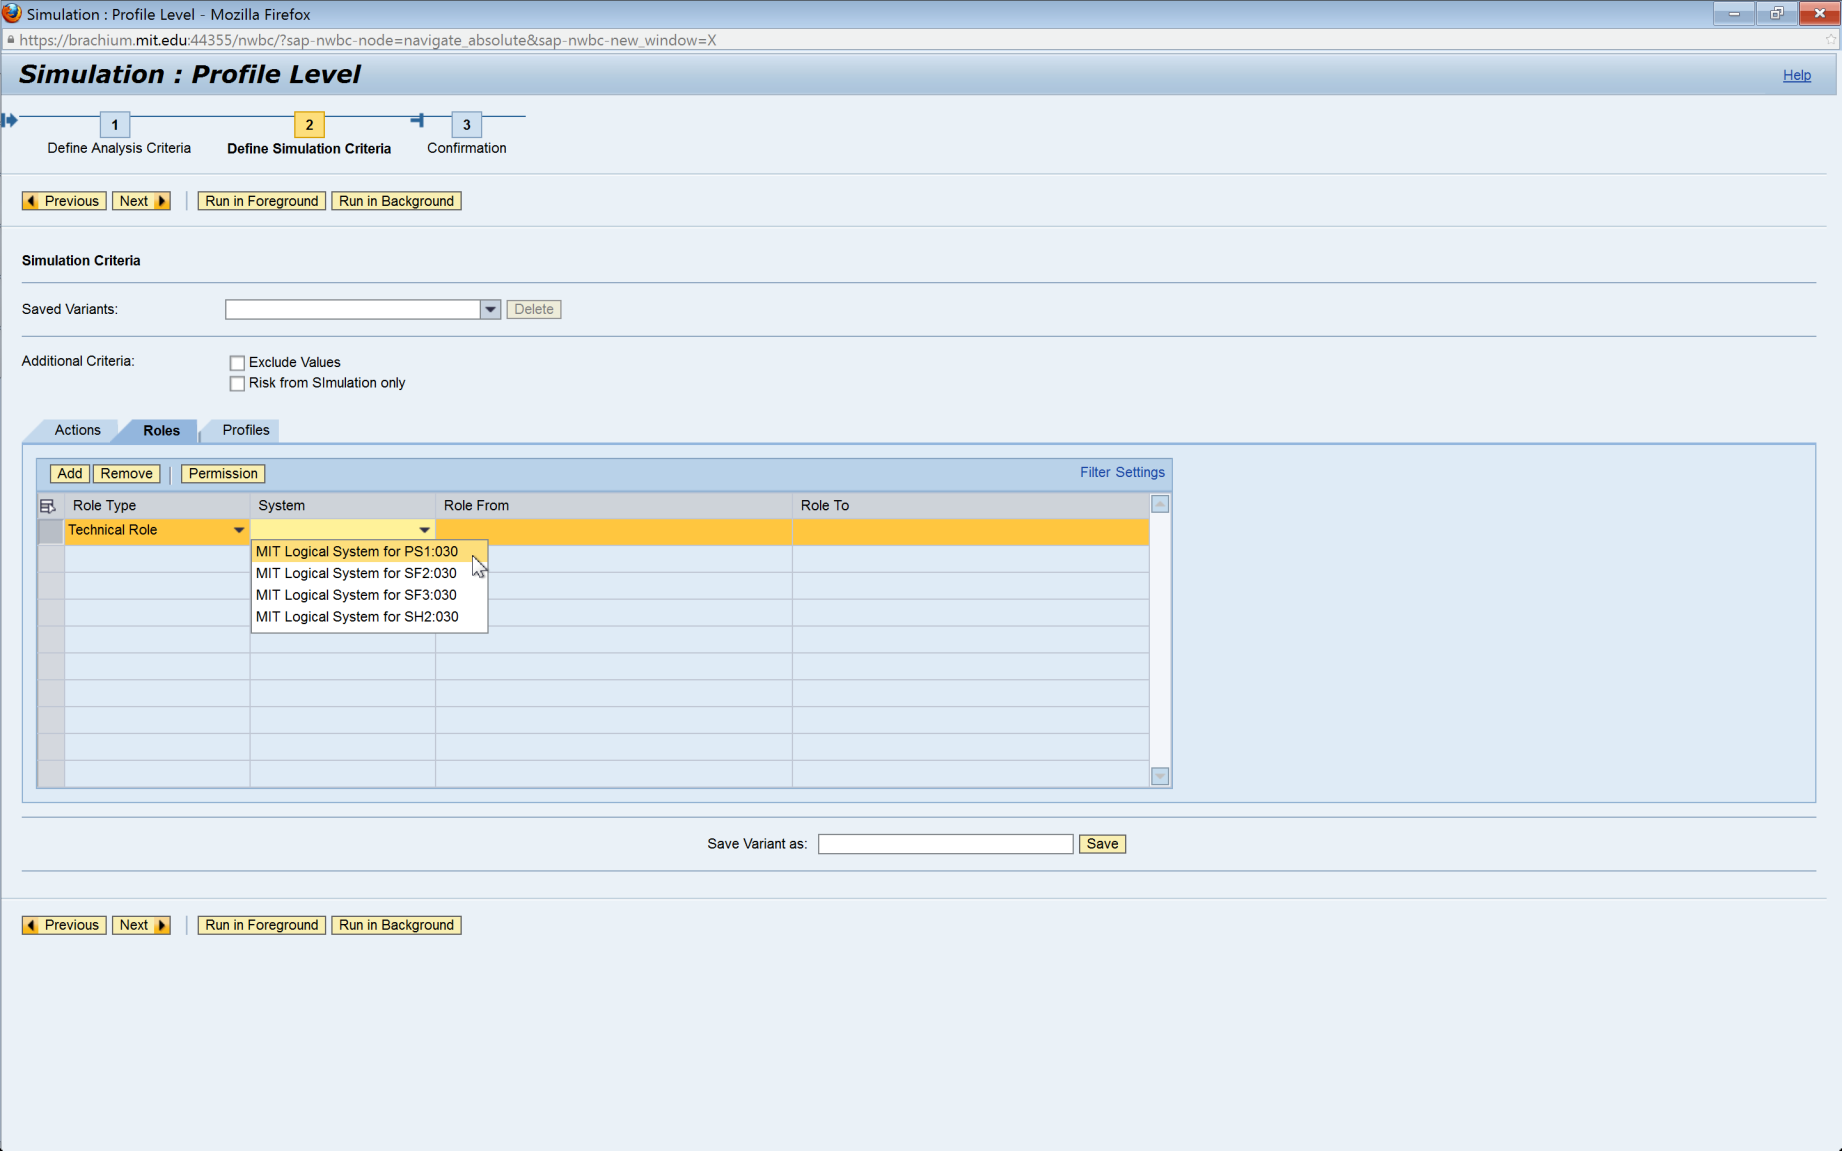 Simulation : Profile Level - Mozilla Firefox
https://brachium.mit.edu:44355/nwbc/?sap-nwbc-node=navigate_absolute&sap-nwbc-new_window=X
Simulation : Profile Level
Help
1 2 3
Define Analysis Criteria Define Simulation Criteria Confirmation
Previous Next Run in Foreground Run in Background
Simulation Criteria
Saved Variants: Delete
Additional Criteria: Exclude Values
Risk from SImulation only
Actions Roles Profiles
Add Remove Permission Filter Settings
Role Type System Role From Role To
Technical Role
MIT Logical System for PS1:030
MIT Logical System for SF2:030
MIT Logical System for SF3:030
MIT Logical System for SH2:030
Save Variant as: Save
Previous Next Run in Foreground Run in Background